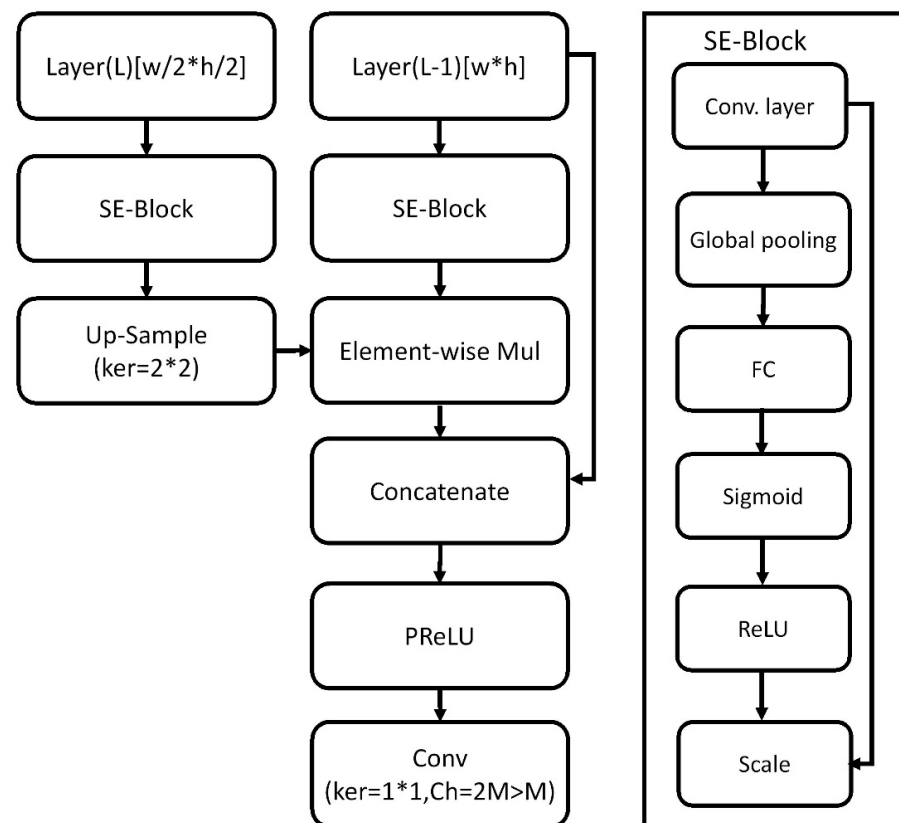 Layer(L)[w/2*h/2]
SE-Block
Up-Sample
(ker=2*2)
Layer(L-1)[w*h]
SE-Block
Element-wise Mul
Concatenate
PReLU
Conv
(ker=1*1,Ch=2M>M)
SE-Block
Conv. layer
Global pooling
FC
Sigmoid
ReLU
Scale